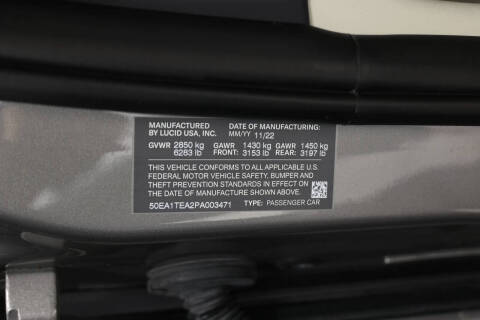 MANUFACTURED DATE OF MANUFACTURING:
BY LUCID USA, INC. MM/YY 11/22
GVWR 2850 kg GAWR 1430 kg GAWR 1450 kg
6283 lb FRONT: 3153 lb REAR: 3197 lb
THIS VEHICLE CONFORMS TO ALL APPLICABLE U.S.
FEDERAL MOTOR VEHICLE SAFETY, BUMPER AND
THEFT PREVENTION STANDARDS IN EFFECT ON
THE DATE OF MANUFACTURE SHOWN ABOVE.
50EA1TEA2PA003471 TYPE: PASSENGER CAR